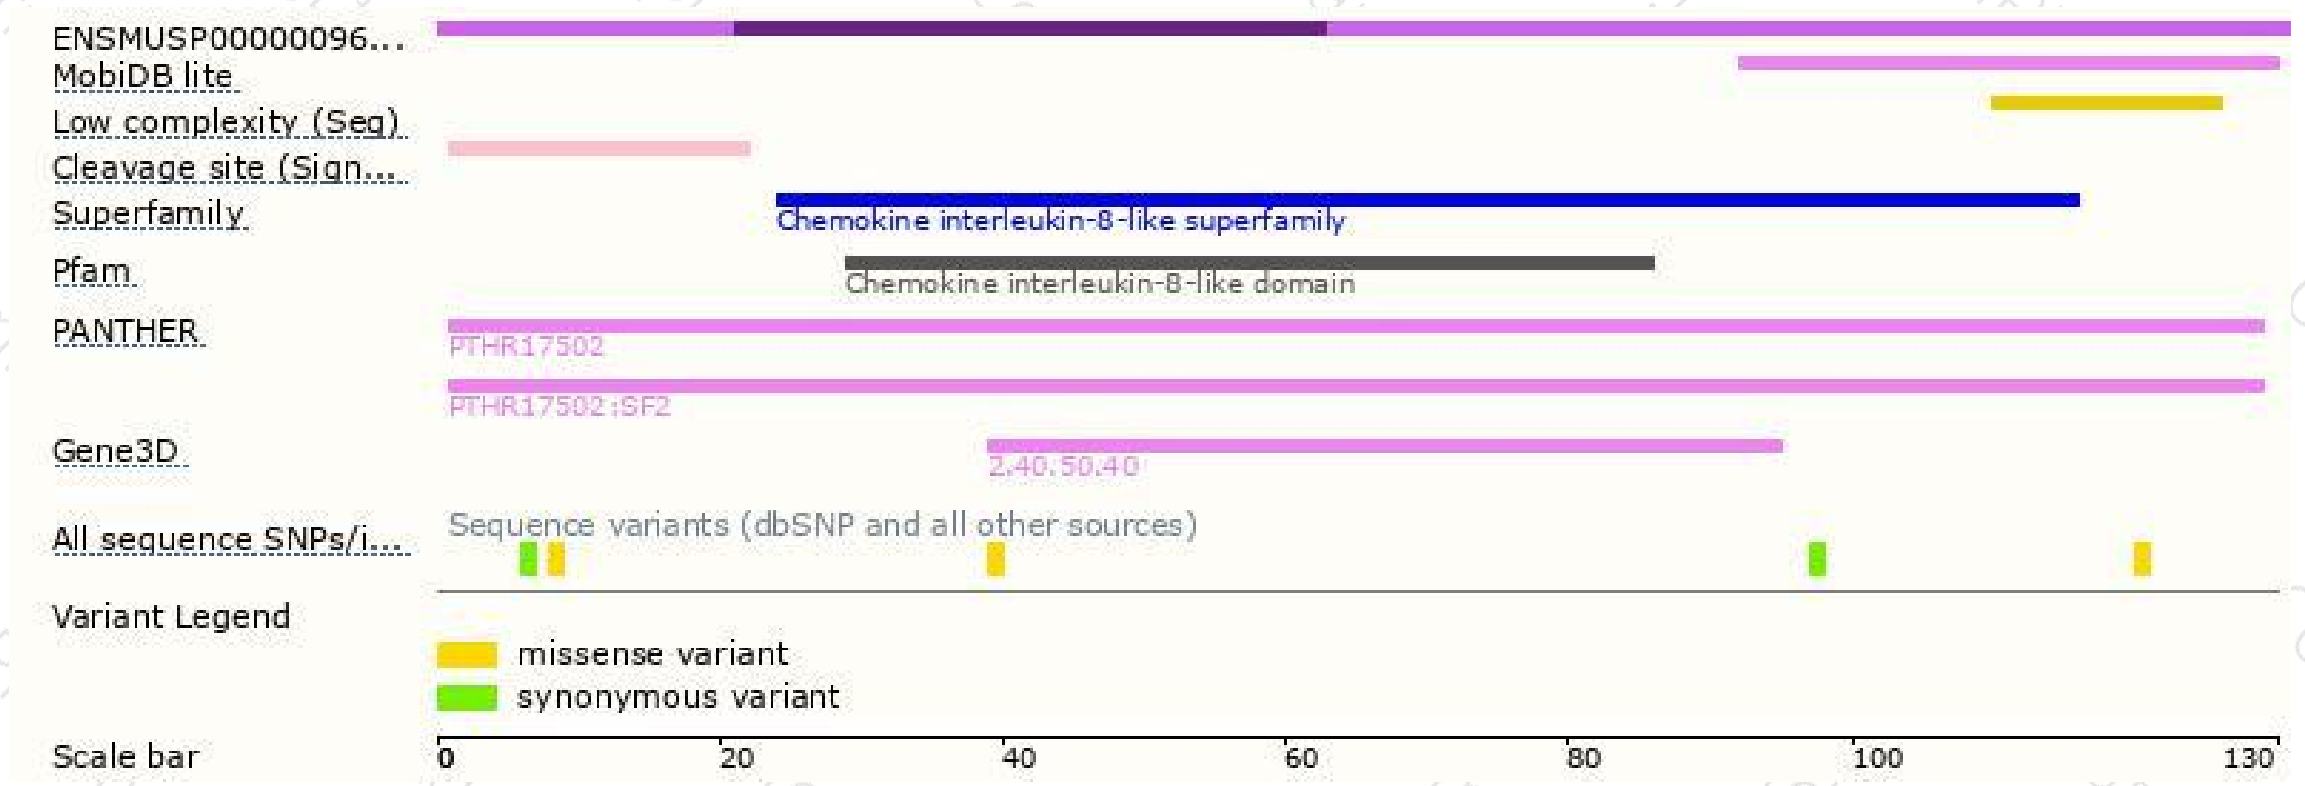 ENSMUSP00000096...
MobiDB lite
Low complexity (Seg)
Cleavage site (Sign...
Superfamily
Chemokine interleukin-8-like superfamily
Pfam
Chemokine interleukin-8-like domain
PANTHER
PTHR17502
PTHR17502:SF2
Gene3D
2.40.50.40
All sequence SNPs/i...
Sequence variants (dbSNP and all other sources)
Variant Legend
missense variant
synonymous variant
Scale bar
0 20 40 60 80 100 130